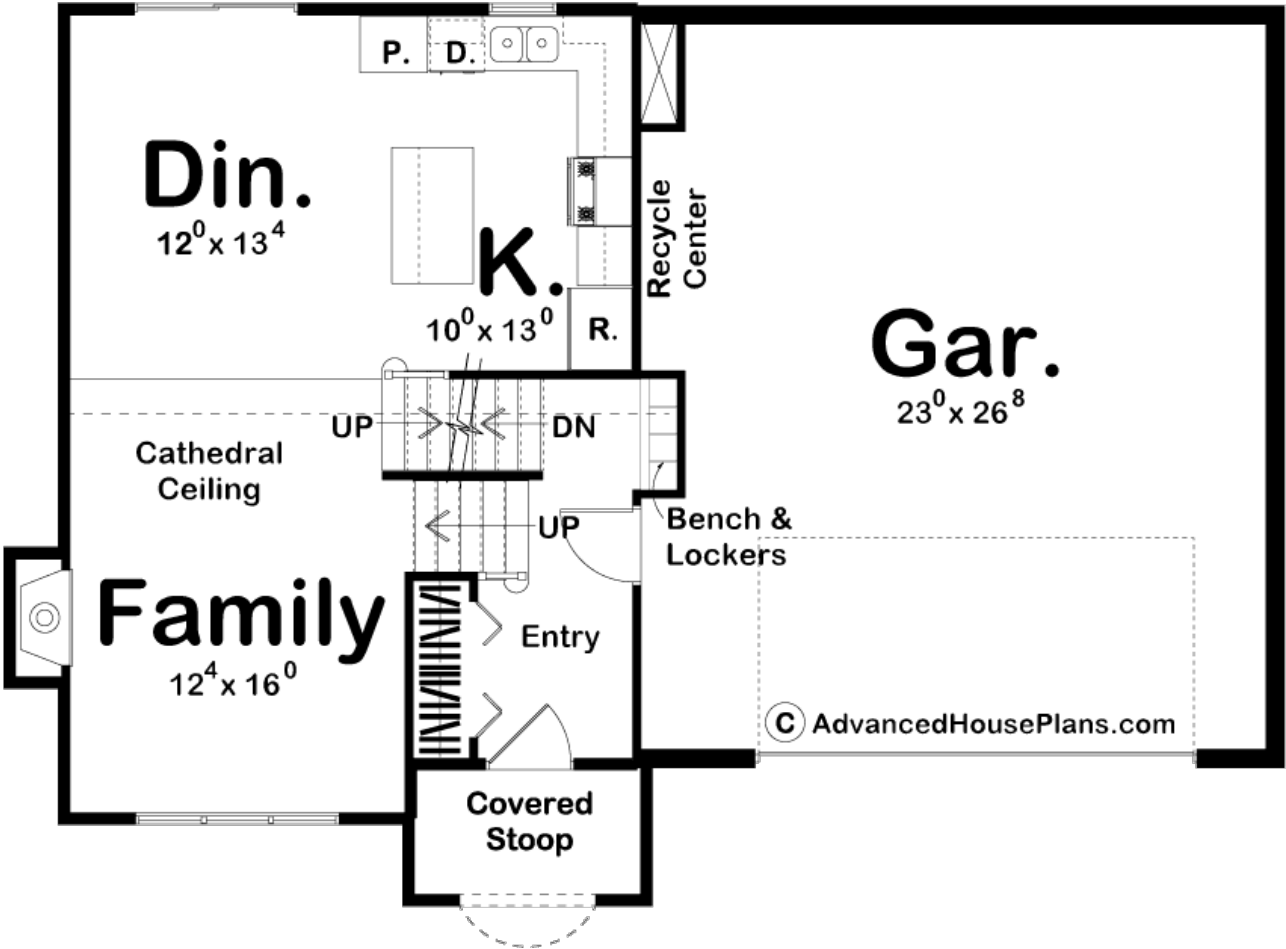 P.
D.
Din.
12⁰ x 13⁴
K.
10⁰ x 13⁰
R.
Recycle
Center
Gar.
23⁰ x 26⁸
UP
DN
Cathedral
Ceiling
UP
Bench &
Lockers
Family
12⁴ x 16⁰
Entry
© AdvancedHousePlans.com
Covered
Stoop